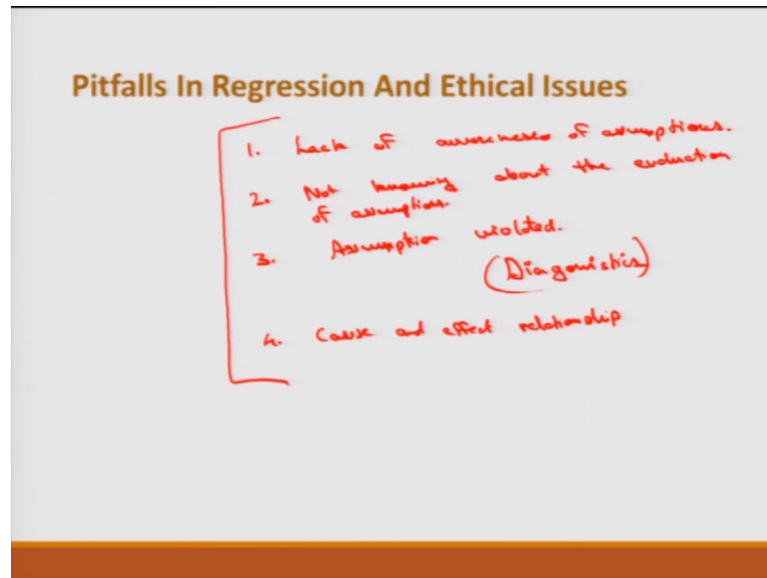 Pitfalls In Regression And Ethical Issues
1. Lack of awareness of assumptions.
2. Not knowing about the evaluation
of assumptions.
3. Assumption violated.
(Diagonistics)
4. Cause and effect relationship